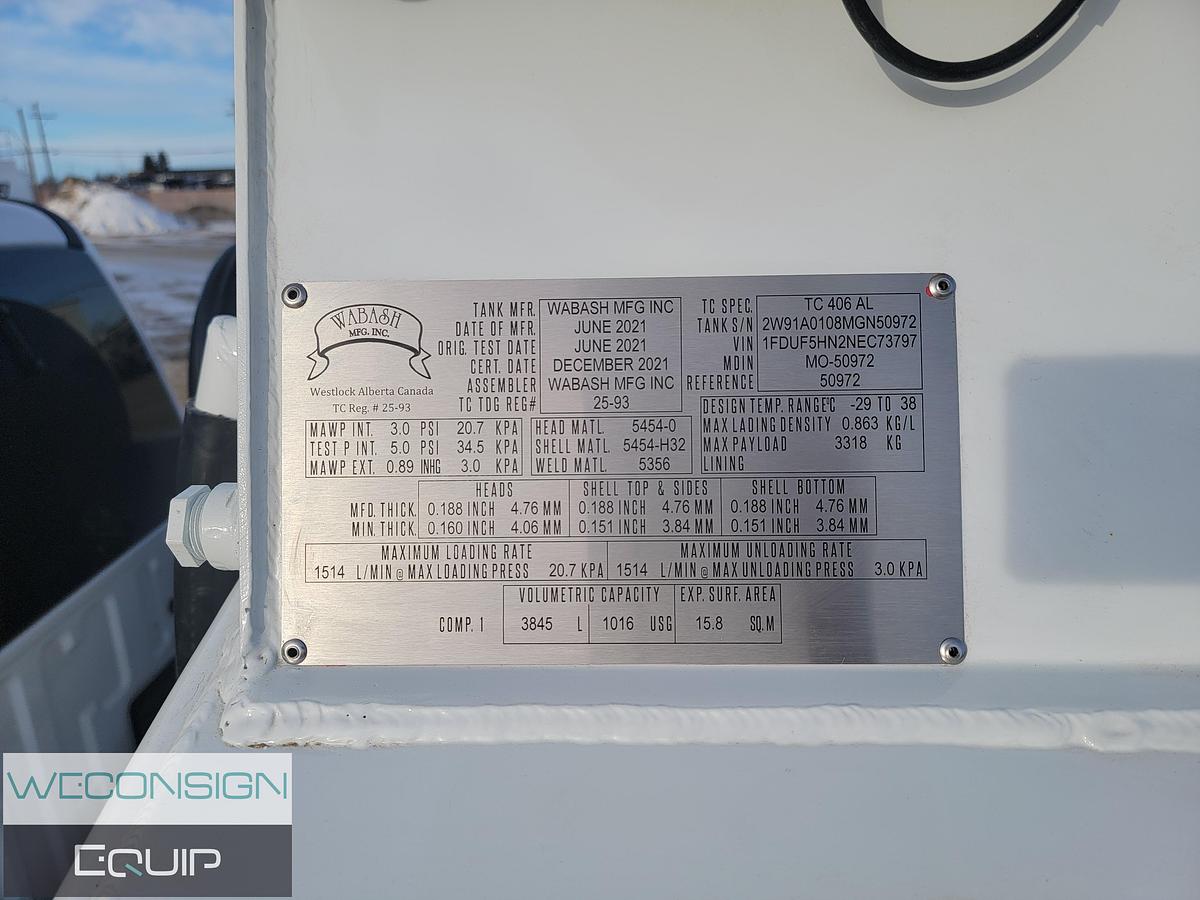 WABASH
MFG. INC.
Westlock Alberta Canada
TC Reg. # 25-93
TANK MFR. WABASH MFG INC
DATE OF MFR. JUNE 2021
ORIG. TEST DATE JUNE 2021
CERT. DATE DECEMBER 2021
ASSEMBLER WABASH MFG INC
TC TDG REG# 25-93
TC SPEC. TC 406 AL
TANK S/N 2W91A0108MGN50972
VIN 1FDUF5HN2NEC73797
MDIN MO-50972
REFERENCE 50972
MAWP INT. 3.0 PSI 20.7 KPA
TEST P INT. 5.0 PSI 34.5 KPA
MAWP EXT. 0.89 INHG 3.0 KPA
HEAD MATL. 5454-0
SHELL MATL. 5454-H32
WELD MATL. 5356
DESIGN TEMP. RANGE°C -29 TO 38
MAX LADING DENSITY 0.863 KG/L
MAX PAYLOAD 3318 KG
LINING
HEADS SHELL TOP & SIDES SHELL BOTTOM
MFD. THICK. 0.188 INCH 4.76 MM 0.188 INCH 4.76 MM 0.188 INCH 4.76 MM
MIN. THICK. 0.160 INCH 4.06 MM 0.151 INCH 3.84 MM 0.151 INCH 3.84 MM
MAXIMUM LOADING RATE MAXIMUM UNLOADING RATE
1514 L/MIN @ MAX LOADING PRESS 20.7 KPA 1514 L/MIN @ MAX UNLOADING PRESS 3.0 KPA
VOLUMETRIC CAPACITY EXP. SURF. AREA
COMP. 1 3845 L 1016 USG 15.8 SQ.M
WECONSIGN
EQUIP